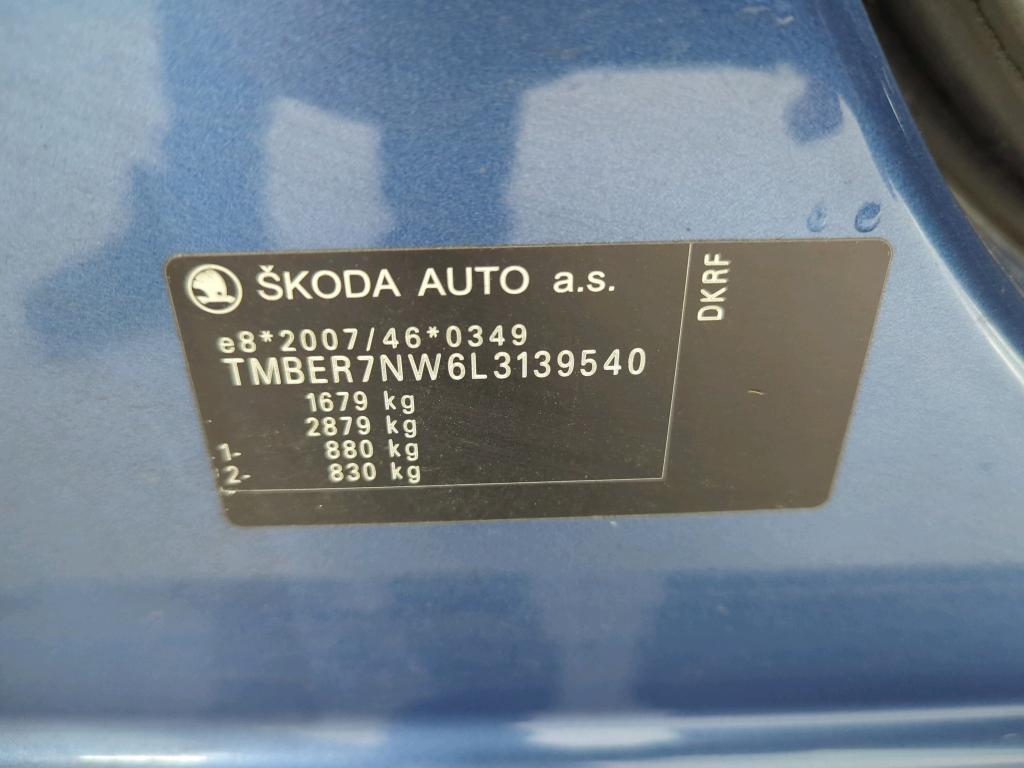 ŠKODA AUTO a.s.
e8*2007/46*0349
TMBER7NW6L3139540
1679 kg
2879 kg
1- 880 kg
2- 830 kg
DKRF